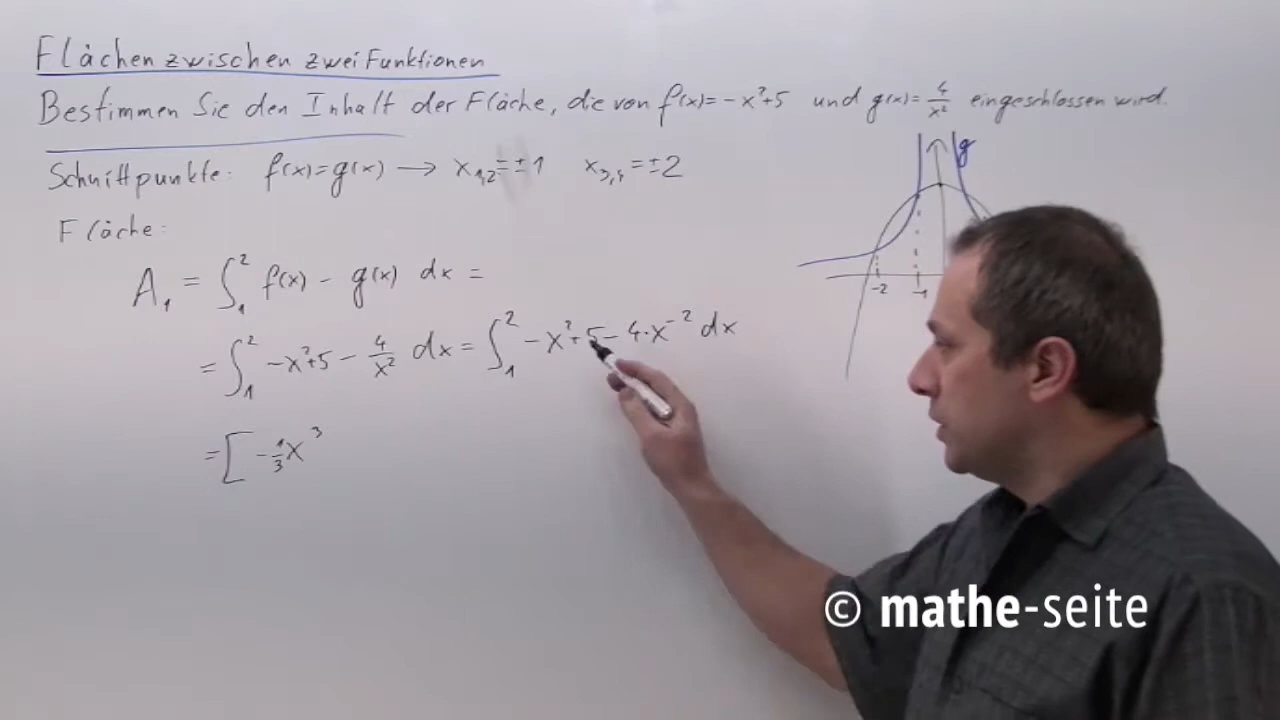 Flächen zwischen zwei Funktionen
Bestimmen Sie den Inhalt der Fläche, die von f(x)=-x²+5 und g(x)=4/x² eingeschlossen wird.
Schnittpunkte: f(x)=g(x) → x₁,₂=±1 x₃,₄=±2
Fläche:
A₁ = ∫₁² f(x) - g(x) dx =
= ∫₁² -x²+5 - 4/x² dx = ∫₁² -x²+5-4·x⁻² dx
= [ -1/3x³
g
-2 -1
© mathe-seite